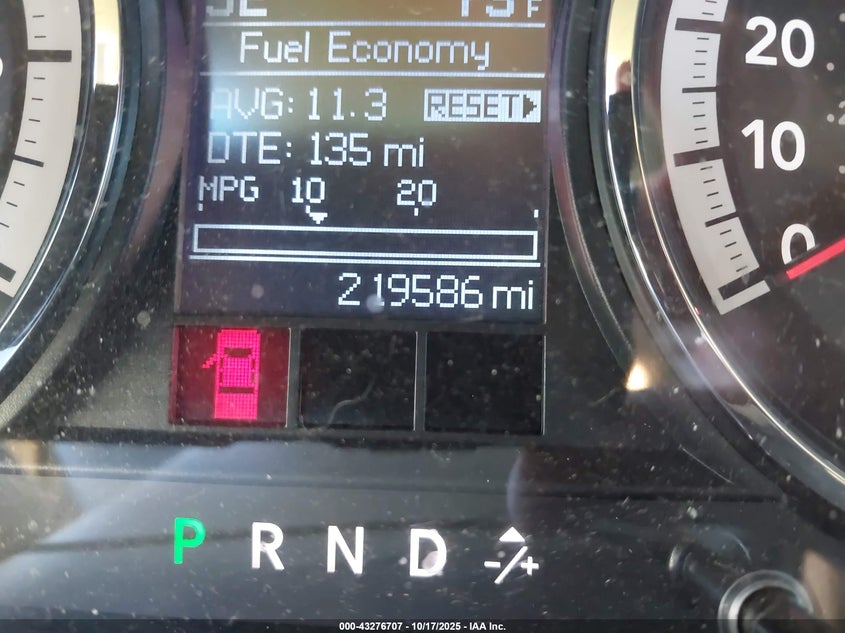 Fuel Economy
AVG: 11.3 RESET
DTE: 135 mi
MPG 10 20
219586 mi
20
10
0
P R N D -/+
000-43276707 - 10/17/2025 - IAA Inc.